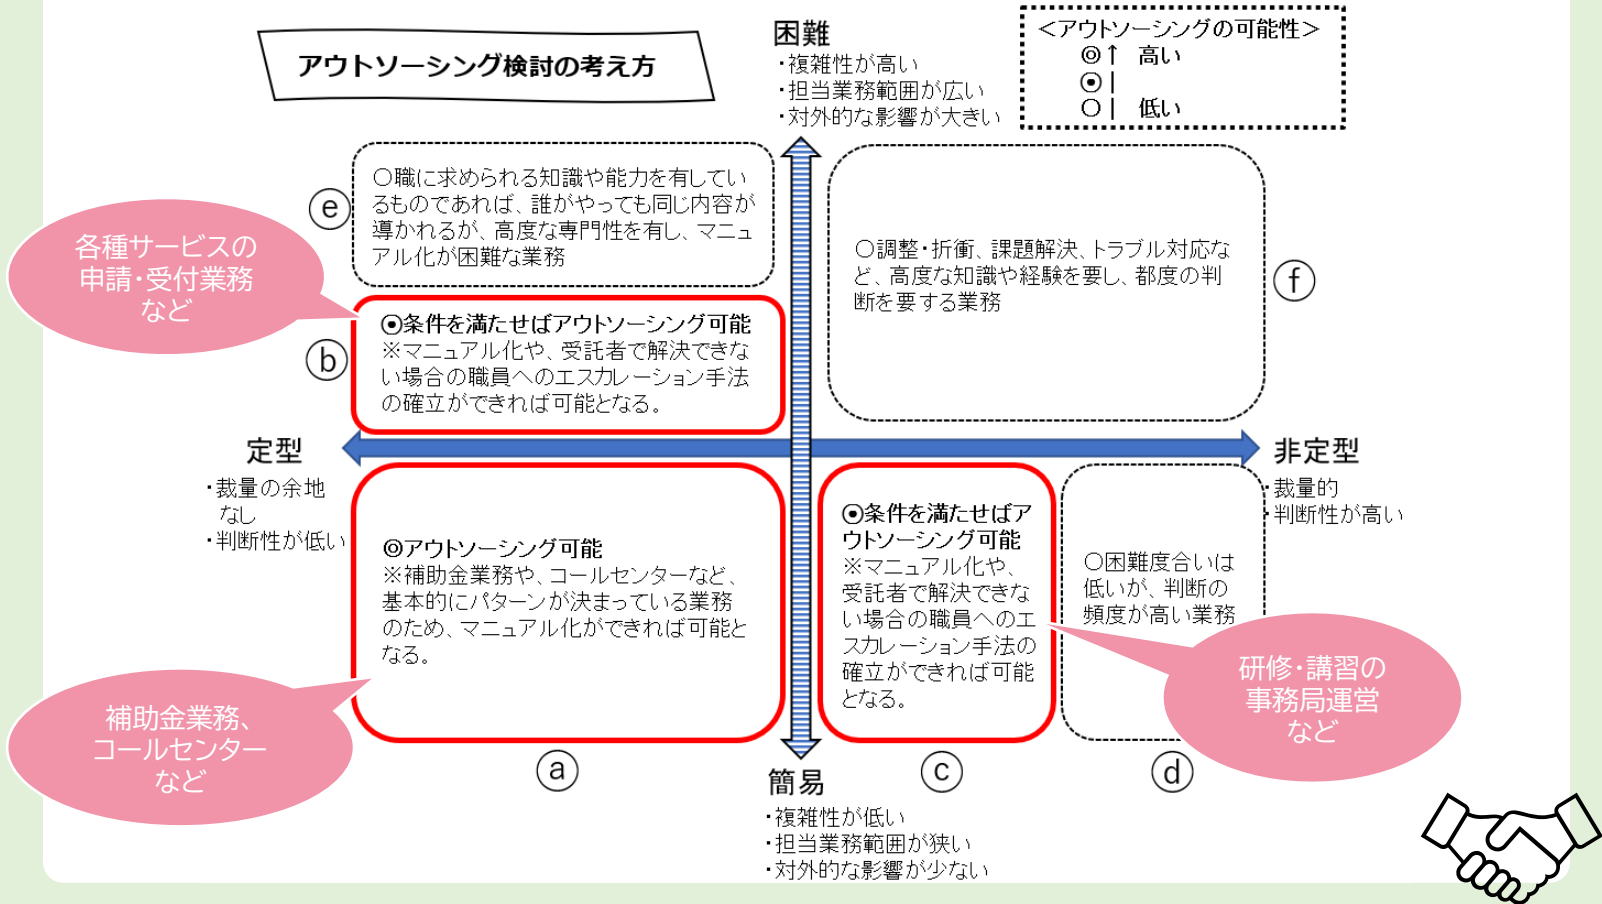 アウトソーシング検討の考え方
困難
・複雑性が高い
・担当業務範囲が広い
・対外的な影響が大きい
＜アウトソーシングの可能性＞
◎↑ 高い
⦿|
○| 低い
ⓔ
○職に求められる知識や能力を有してい
るものであれば、誰がやっても同じ内容が
導かれるが、高度な専門性を有し、マニュ
アル化が困難な業務
各種サービスの
申請・受付業務
など
ⓑ
⦿条件を満たせばアウトソーシング可能
※マニュアル化や、受託者で解決できな
い場合の職員へのエスカレーション手法
の確立ができれば可能となる。
○調整・折衝、課題解決、トラブル対応な
ど、高度な知識や経験を要し、都度の判
断を要する業務
ⓕ
定型
・裁量の余地
なし
・判断性が低い
非定型
・裁量的
・判断性が高い
◎アウトソーシング可能
※補助金業務や、コールセンターなど、
基本的にパターンが決まっている業務
のため、マニュアル化ができれば可能と
なる。
補助金業務、
コールセンター
など
ⓐ
⦿条件を満たせばア
ウトソーシング可能
※マニュアル化や、
受託者で解決できな
い場合の職員へのエ
スカレーション手法の
確立ができれば可能
となる。
ⓒ
○困難度合いは
低いが、判断の
頻度が高い業務
ⓓ
研修・講習の
事務局運営
など
簡易
・複雑性が低い
・担当業務範囲が狭い
・対外的な影響が少ない